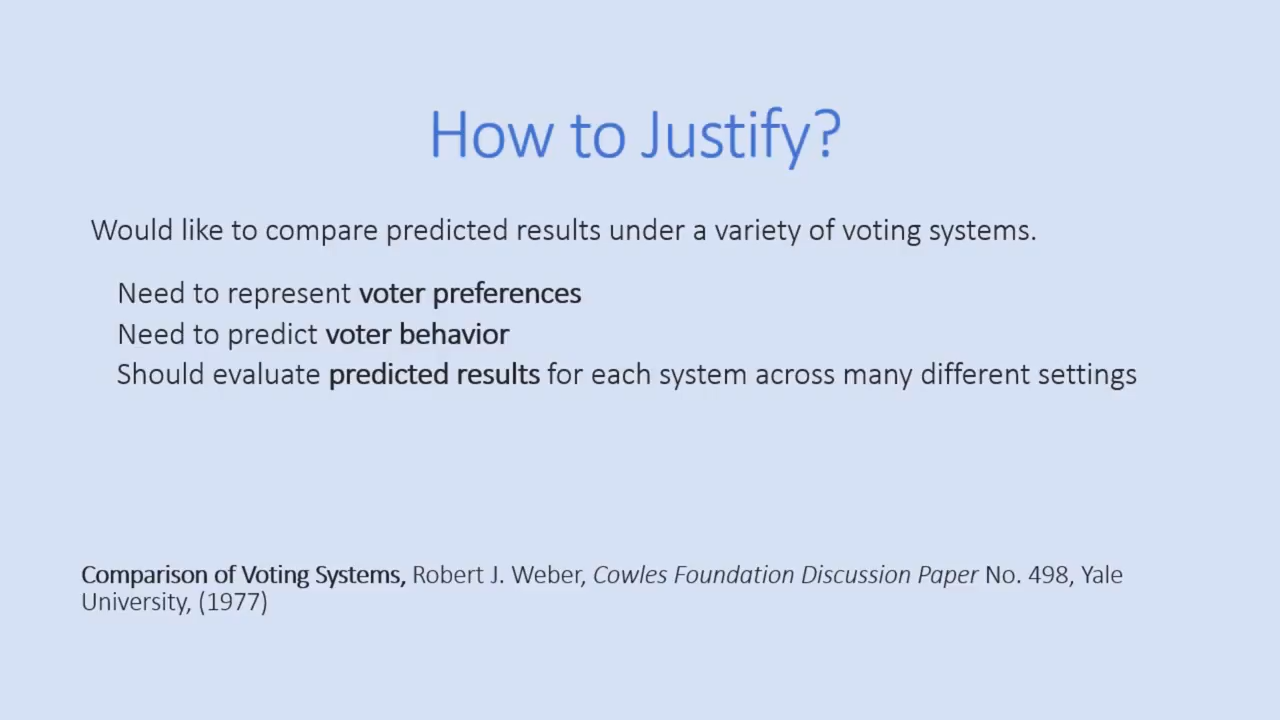 How to Justify?
Would like to compare predicted results under a variety of voting systems.
Need to represent voter preferences
Need to predict voter behavior
Should evaluate predicted results for each system across many different settings
Comparison of Voting Systems, Robert J. Weber, Cowles Foundation Discussion Paper No. 498, Yale
University, (1977)